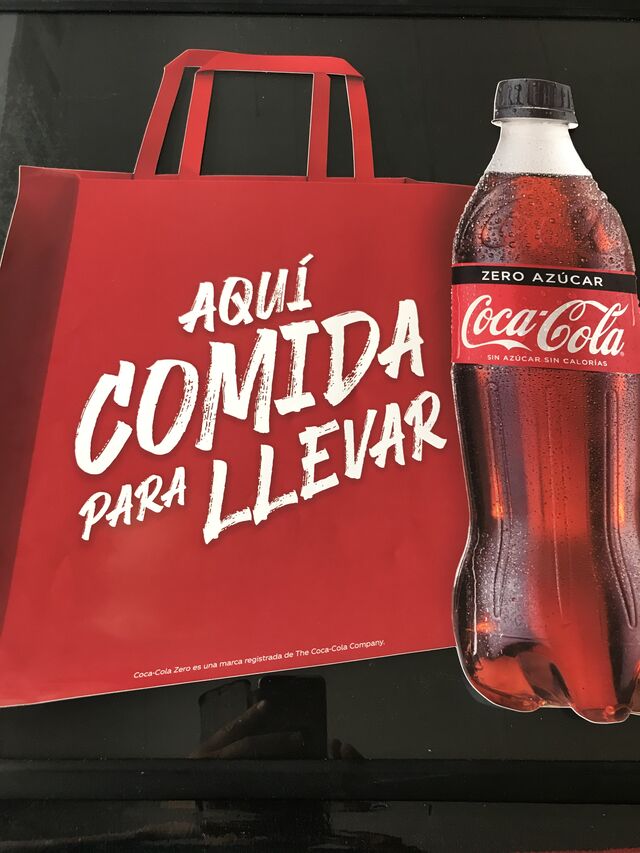 AQUÍ
COMIDA
PARA LLEVAR
Coca-Cola Zero es una marca registrada de The Coca-Cola Company.
ZERO AZÚCAR
Coca-Cola®
SIN AZÚCAR SIN CALORÍAS